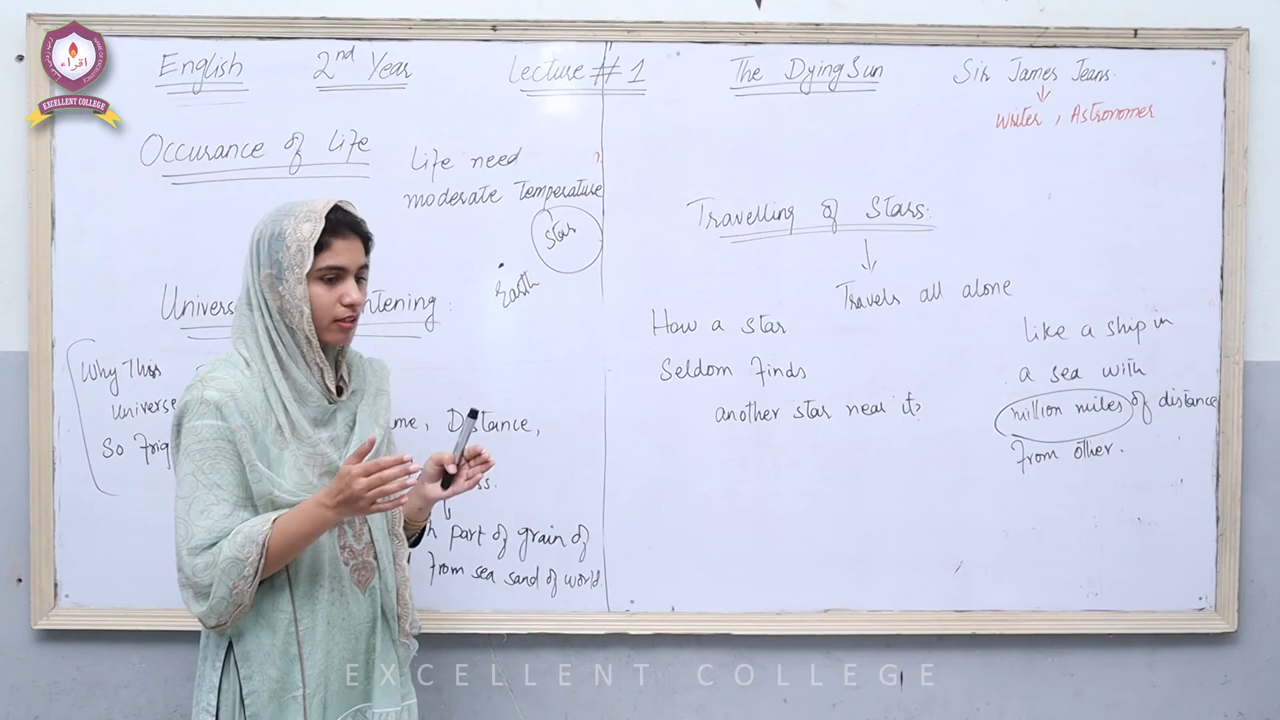 English 2nd Year Lecture # 1 The Dying Sun Sir James Jeans.
Writer, Astronomer
EXCELLENT COLLEGE
اقراء
Occurance of Life
Life need
moderate Temperature
Star
Earth
Travelling of Stars:
Travels all alone
How a star
Seldom finds
another star near it?
Like a ship in
a sea with
million miles of distance
from other.
Why This
Universe
So
Distance,
part of grain of
from sea sand of world
EXCELLENT COLLEGE